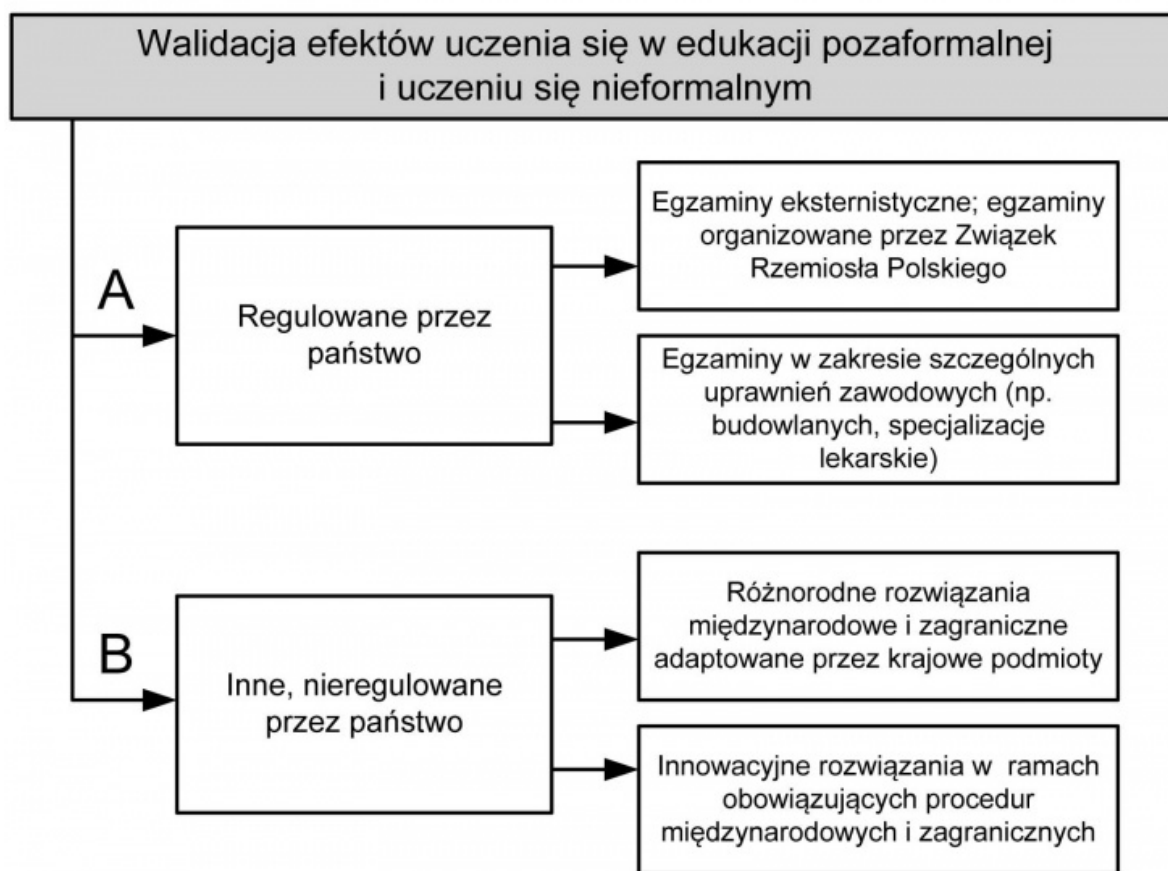 Walidacja efektów uczenia się w edukacji pozaformalnej
i uczeniu się nieformalnym
A
Regulowane przez
państwo
Egzaminy eksternistyczne; egzaminy
organizowane przez Związek
Rzemiosła Polskiego
Egzaminy w zakresie szczególnych
uprawnień zawodowych (np.
budowlanych, specjalizacje
lekarskie)
B
Inne, nieregulowane
przez państwo
Różnorodne rozwiązania
międzynarodowe i zagraniczne
adaptowane przez krajowe podmioty
Innowacyjne rozwiązania w ramach
obowiązujących procedur
międzynarodowych i zagranicznych